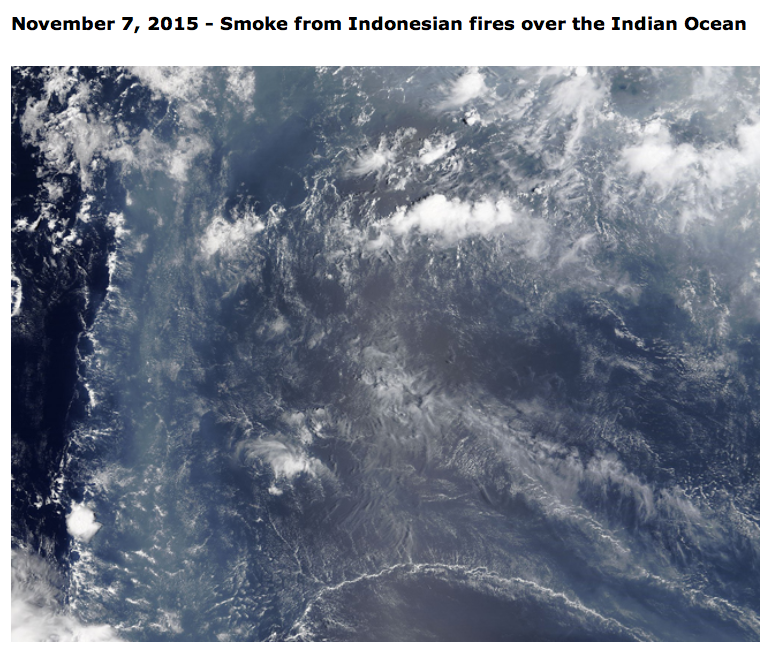 November 7, 2015 - Smoke from Indonesian fires over the Indian Ocean